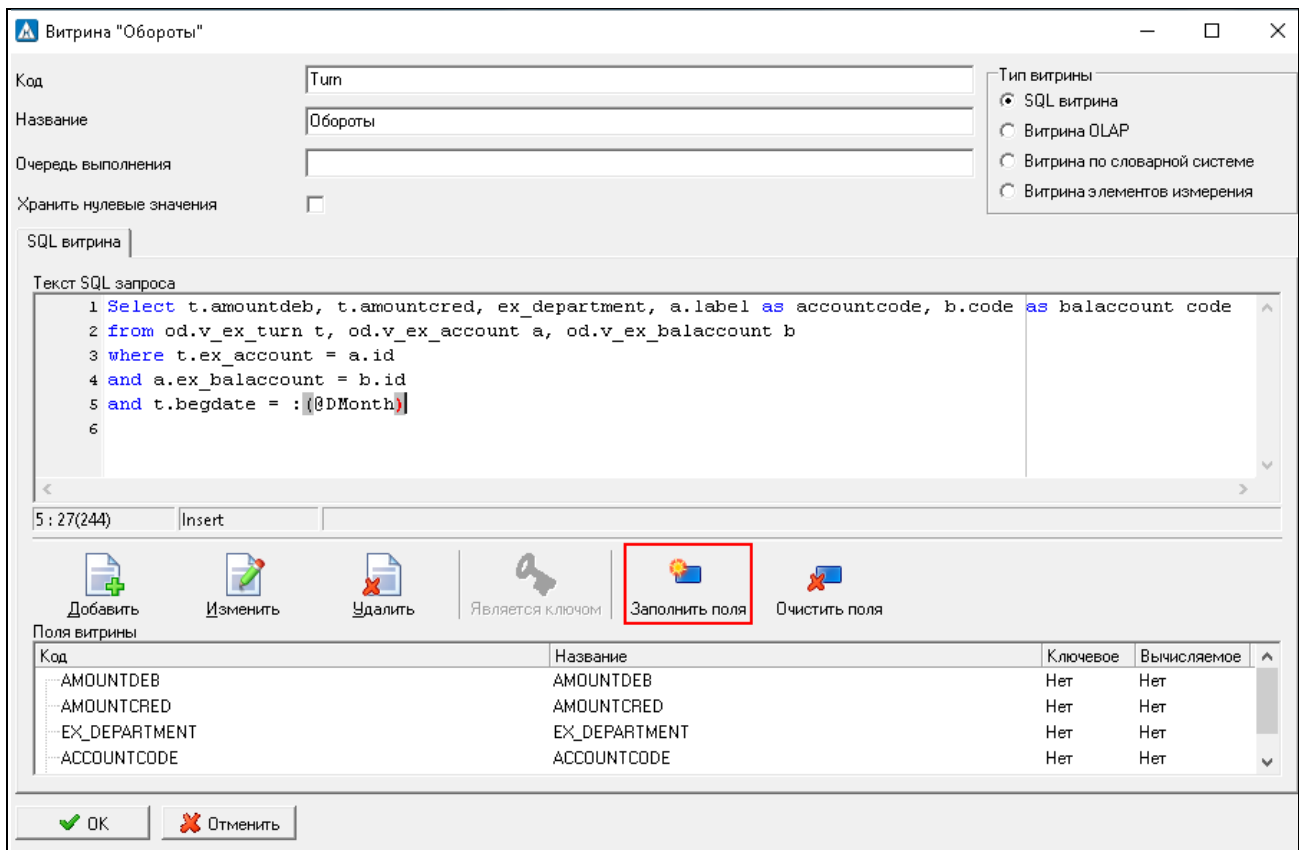 Витрина "Обороты"
Код
Turn
Название
Обороты
Очередь выполнения
Хранить нулевые значения
Тип витрины
SQL витрина
Витрина OLAP
Витрина по словарной системе
Витрина элементов измерения
SQL витрина
Текст SQL запроса
1 Select t.amountdeb, t.amountcred, ex_department, a.label as accountcode, b.code as balaccount code
2 from od.v_ex_turn t, od.v_ex_account a, od.v_ex_balaccount b
3 where t.ex_account = a.id
4 and a.ex_balaccount = b.id
5 and t.begdate = :(@DMonth)
6
5 : 27(244) Insert
Добавить Изменить Удалить Является ключом Заполнить поля Очистить поля
Поля витрины
Код Название Ключевое Вычисляемое
AMOUNTDEB AMOUNTDEB Нет Нет
AMOUNTCRED AMOUNTCRED Нет Нет
EX_DEPARTMENT EX_DEPARTMENT Нет Нет
ACCOUNTCODE ACCOUNTCODE Нет Нет
OK Отменить